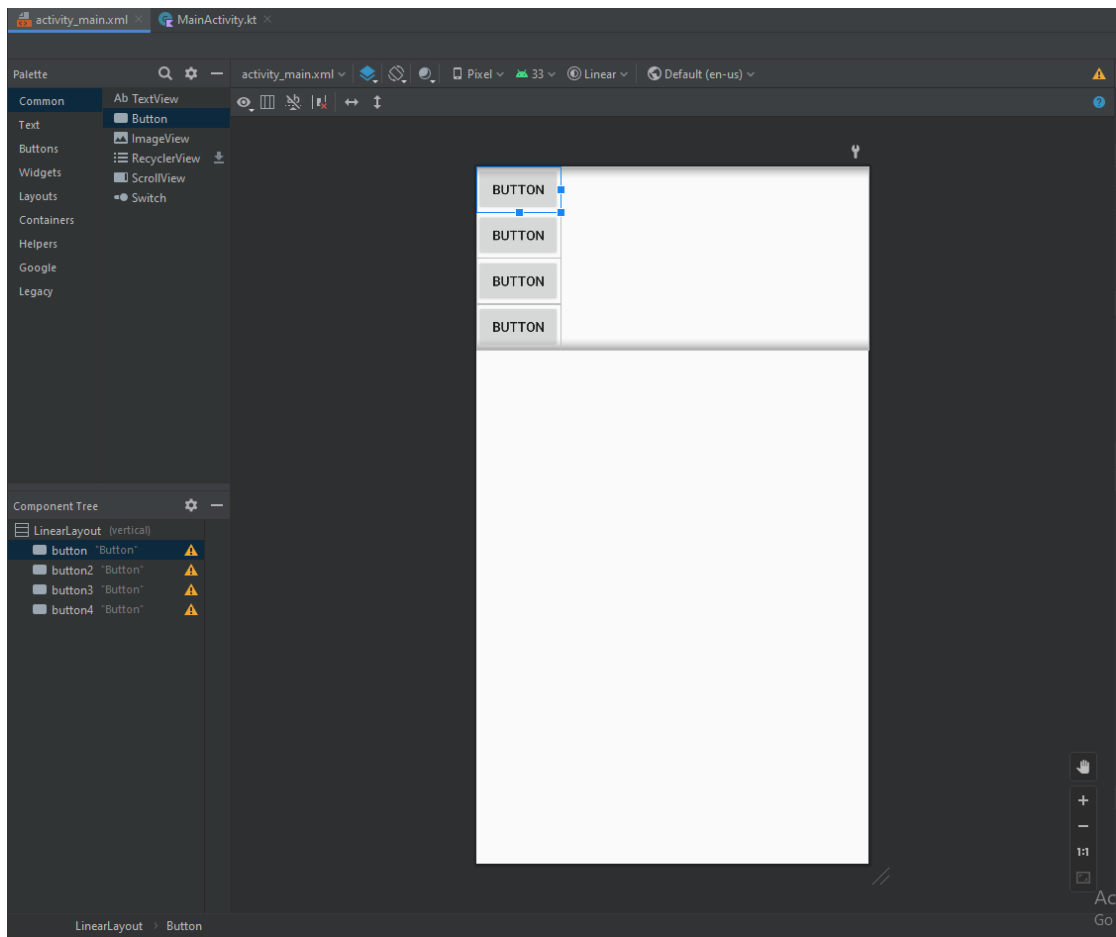 activity_main.xml MainActivity.kt
Palette activity_main.xml Pixel 33 Linear Default (en-us)
Common
Text
Buttons
Widgets
Layouts
Containers
Helpers
Google
Legacy
Ab TextView
Button
ImageView
RecyclerView
ScrollView
Switch
BUTTON
BUTTON
BUTTON
BUTTON
Component Tree
LinearLayout (vertical)
button "Button"
button2 "Button"
button3 "Button"
button4 "Button"
1:1
Ac
Go
LinearLayout > Button